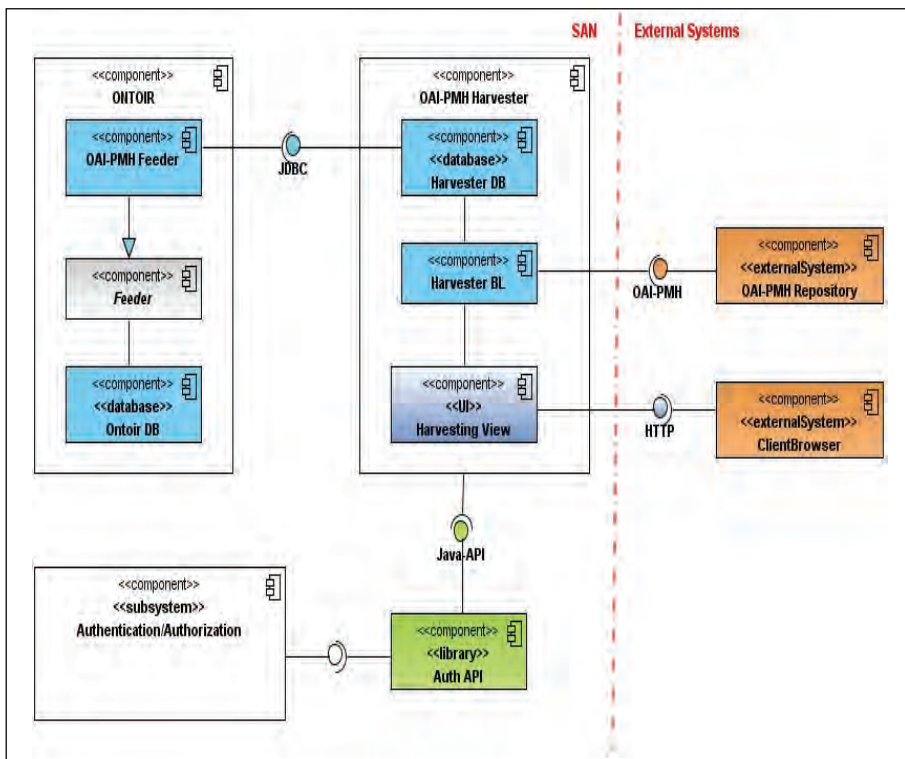 SAN
External Systems
<<component>>
ONTOIR
<<component>>
OAI-PMH Feeder
<<component>>
Feeder
<<component>>
<<database>>
Ontoir DB
JDBC
<<component>>
OAI-PMH Harvester
<<component>>
<<database>>
Harvester DB
<<component>>
Harvester BL
<<component>>
<<UI>>
Harvesting View
OAI-PMH
<<component>>
<<externalSystem>>
OAI-PMH Repository
HTTP
<<component>>
<<externalSystem>>
ClientBrowser
Java-API
<<component>>
<<subsystem>>
Authentication/Authorization
<<component>>
<<library>>
Auth API